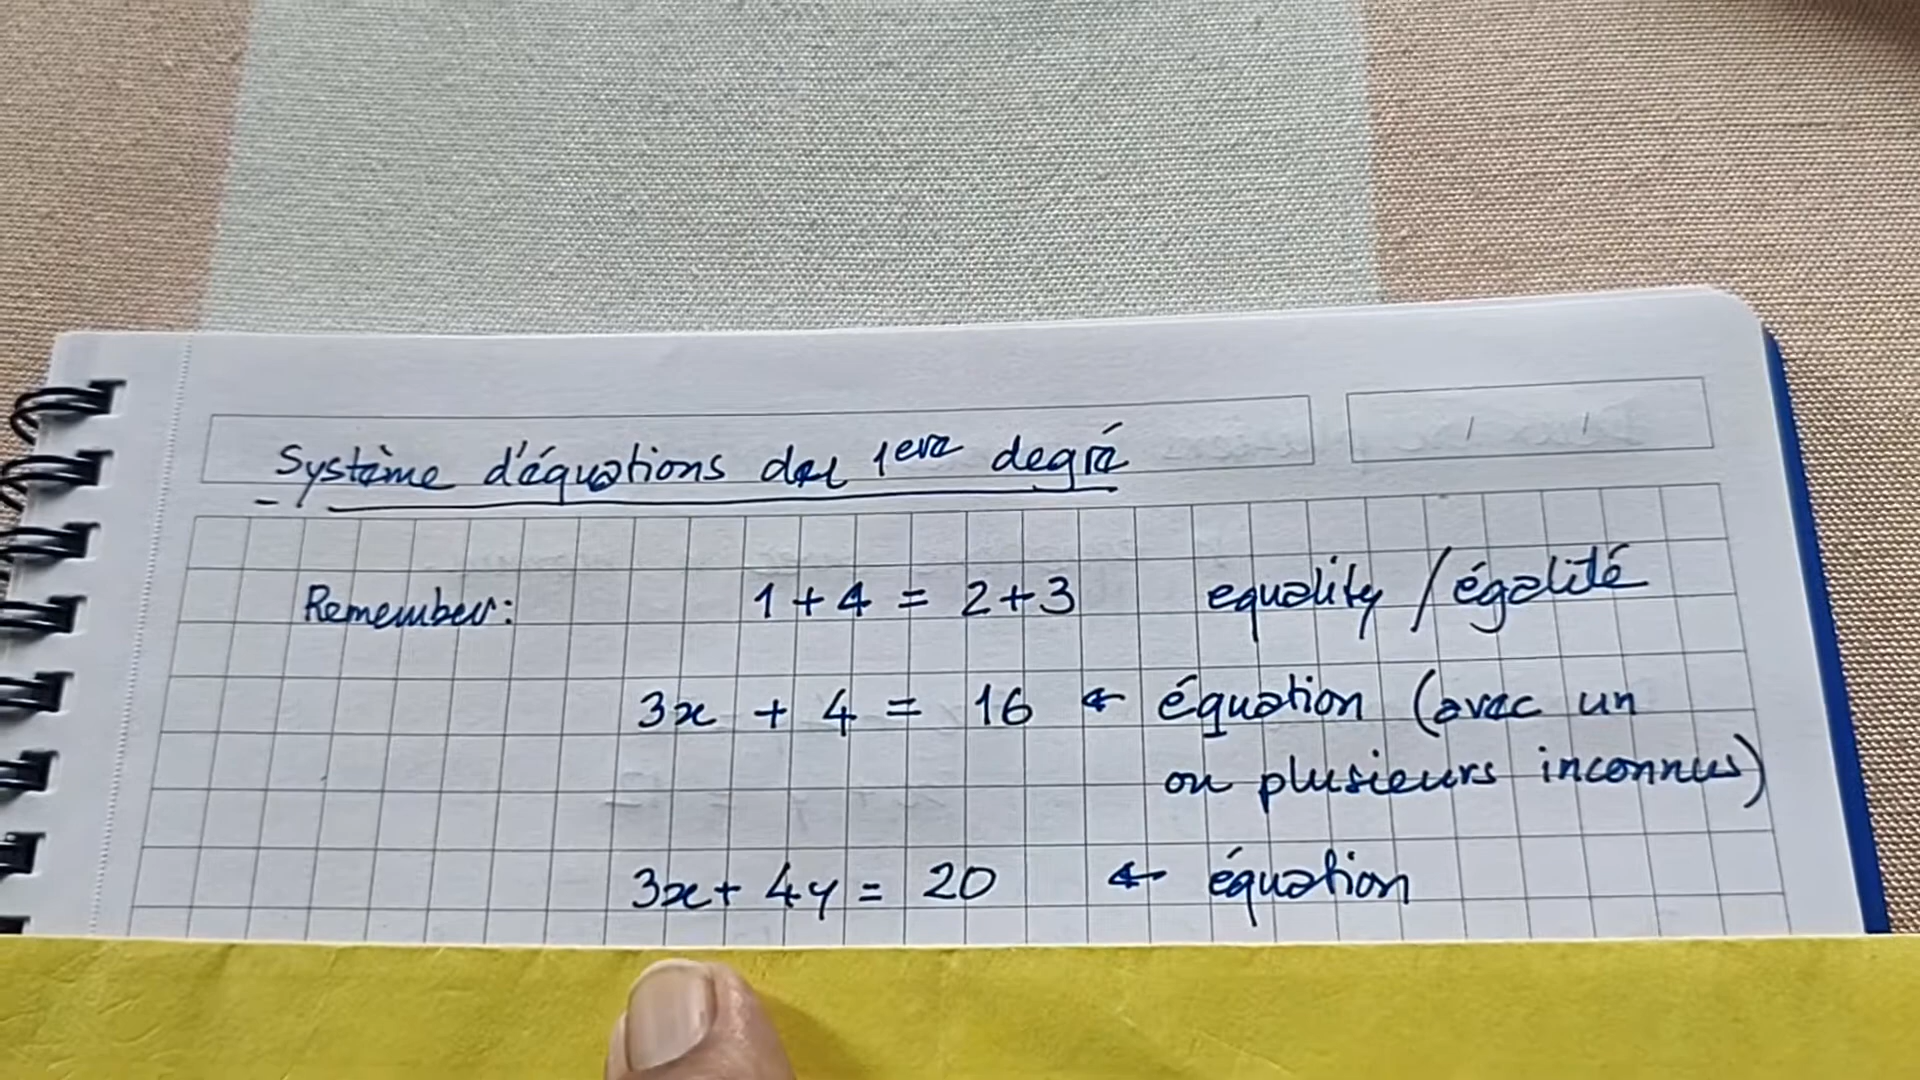 Système d'équations du 1ere degré
Remember: 1 + 4 = 2 + 3 equality / égalité
3x + 4 = 16 ← équation (avec un
ou plusieurs inconnus)
3x + 4y = 20 ← équation